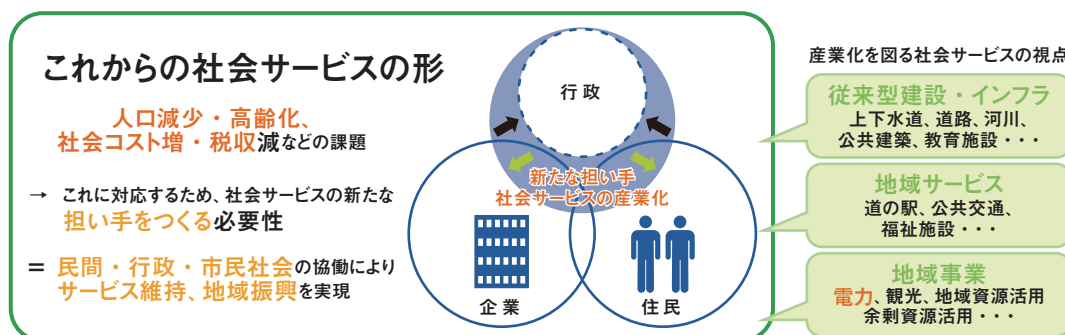 これからの社会サービスの形
人口減少・高齢化、
社会コスト増・税収減などの課題
→ これに対応するため、社会サービスの新たな
担い手をつくる必要性
= 民間・行政・市民社会の協働により
サービス維持、地域振興を実現
行政
新たな担い手
社会サービスの産業化
企業
住民
産業化を図る社会サービスの視点
従来型建設・インフラ
上下水道、道路、河川、
公共建築、教育施設・・・
地域サービス
道の駅、公共交通、
福祉施設・・・
地域事業
電力、観光、地域資源活用
余剰資源活用・・・